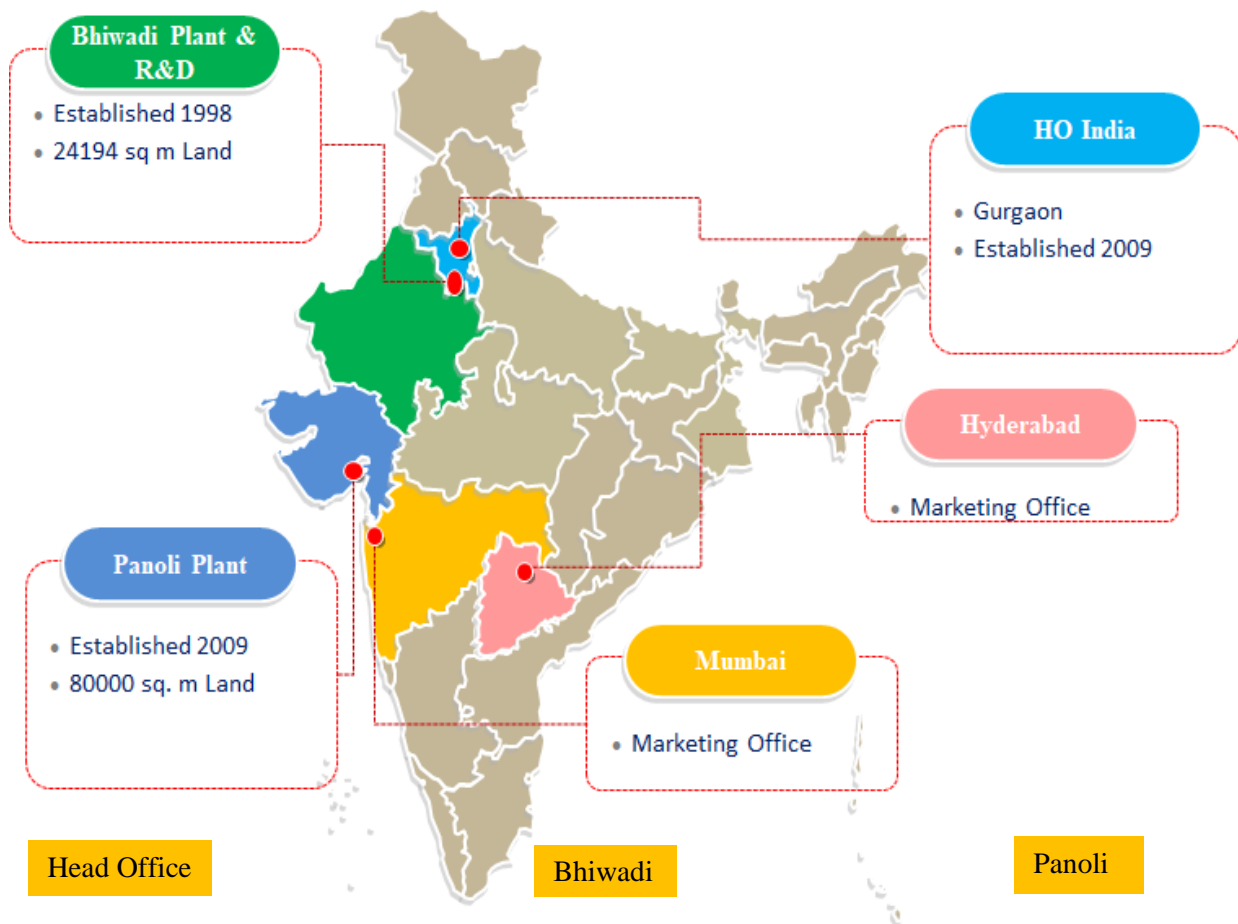 Bhiwadi Plant &
R&D
• Established 1998
• 24194 sq m Land
HO India
• Gurgaon
• Established 2009
Hyderabad
• Marketing Office
Panoli Plant
• Established 2009
• 80000 sq. m Land
Mumbai
• Marketing Office
Head Office
Bhiwadi
Panoli